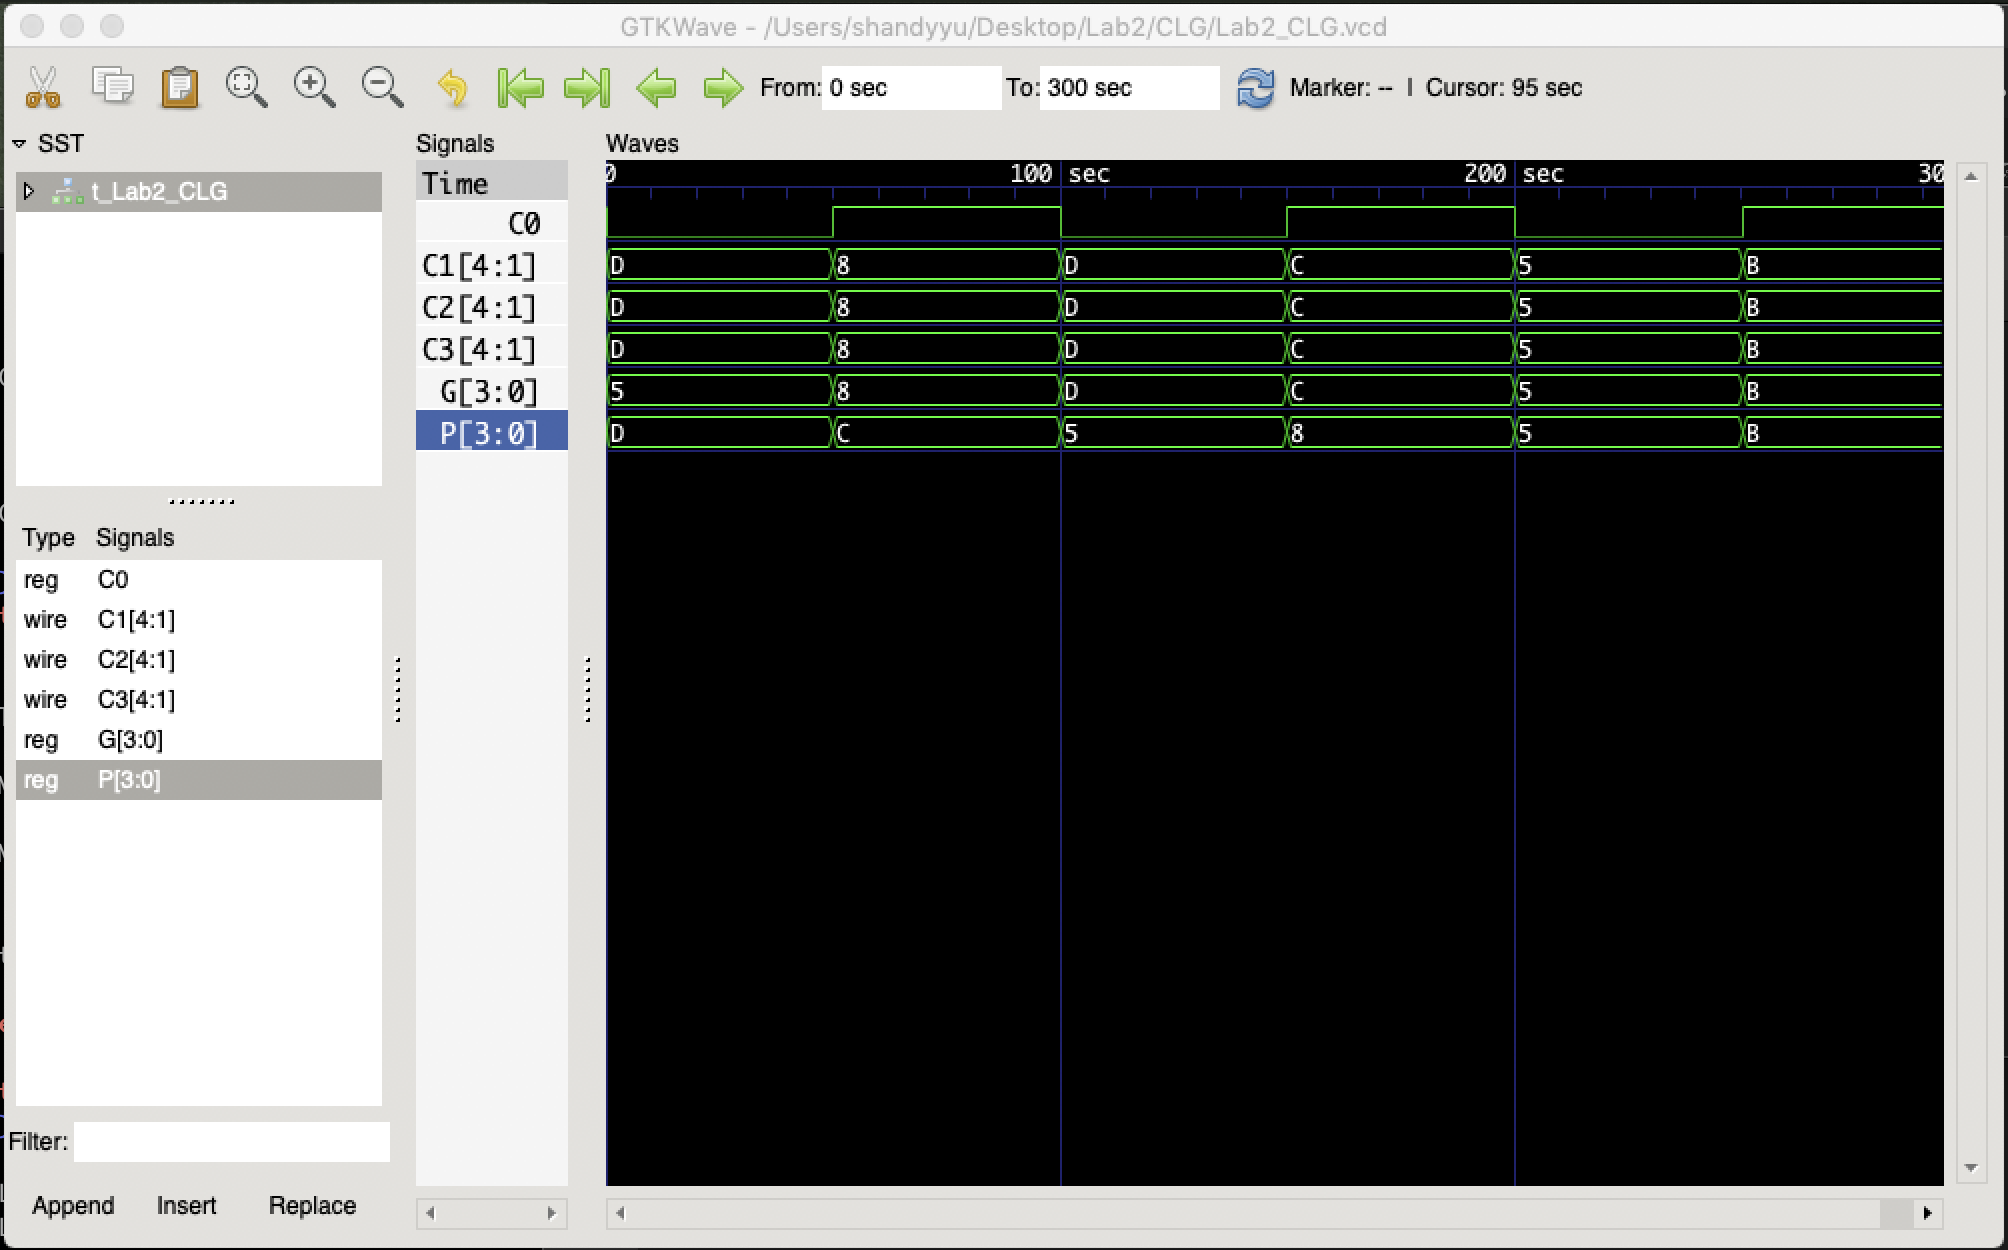 GTKWave - /Users/shandyyu/Desktop/Lab2/CLG/Lab2_CLG.vcd
From: 0 sec To: 300 sec Marker: -- | Cursor: 95 sec
SST
t_Lab2_CLG
Type Signals
reg C0
wire C1[4:1]
wire C2[4:1]
wire C3[4:1]
reg G[3:0]
reg P[3:0]
Filter:
Append Insert Replace
Signals
Time
C0
C1[4:1]
C2[4:1]
C3[4:1]
G[3:0]
P[3:0]
Waves
0 100 sec 200 sec 30
D 8 D C 5 B
D 8 D C 5 B
D 8 D C 5 B
5 8 D C 5 B
D C 5 8 5 B